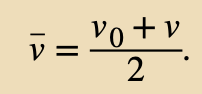 v̄ = (v₀ + v) / 2.